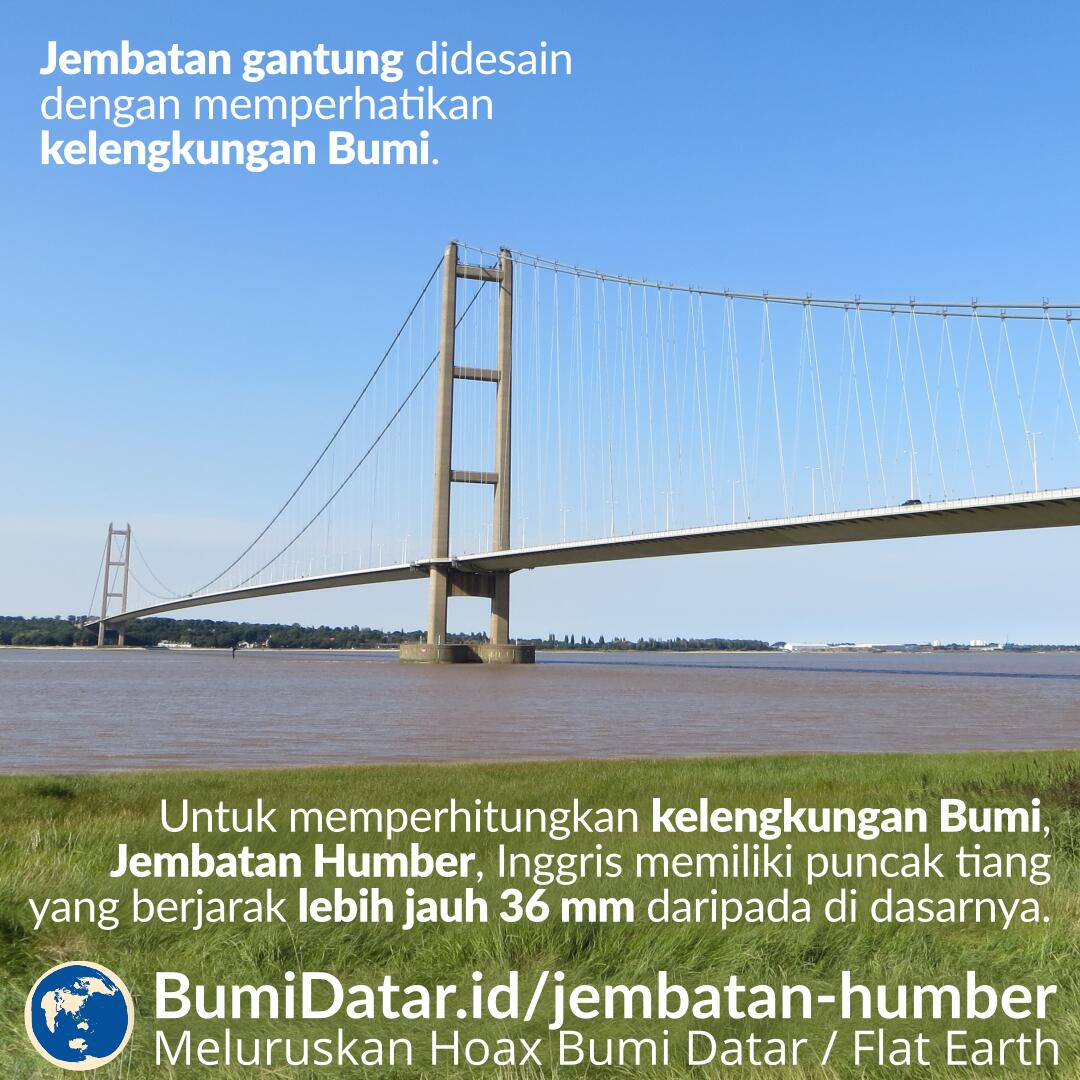 Jembatan gantung didesain
dengan memperhatikan
kelengkungan Bumi.
Untuk memperhitungkan kelengkungan Bumi,
Jembatan Humber, Inggris memiliki puncak tiang
yang berjarak lebih jauh 36 mm daripada di dasarnya.
BumiDatar.id/jembatan-humber
Meluruskan Hoax Bumi Datar / Flat Earth